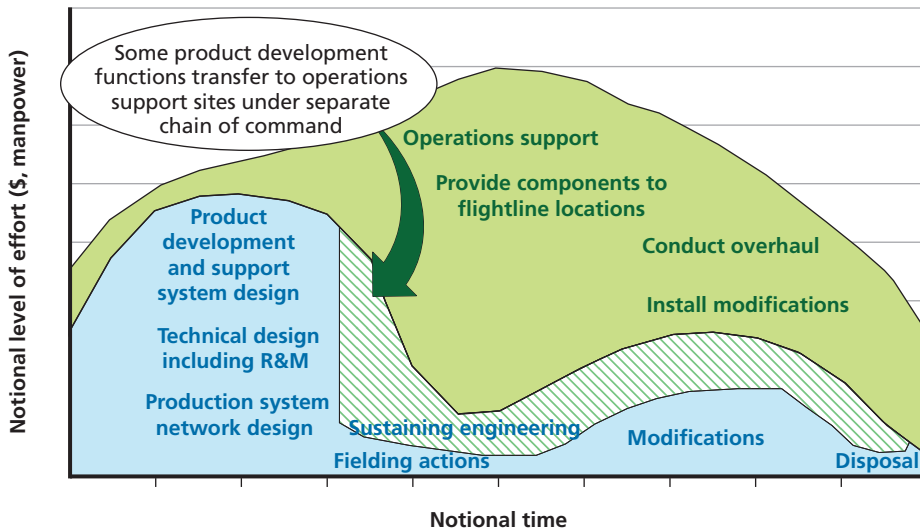 Notional level of effort ($, manpower)
Some product development
functions transfer to operations
support sites under separate
chain of command
Operations support
Provide components to
flightline locations
Conduct overhaul
Install modifications
Product
development
and support
system design
Technical design
including R&M
Production system
network design
Sustaining engineering
Fielding actions
Modifications
Disposal
Notional time